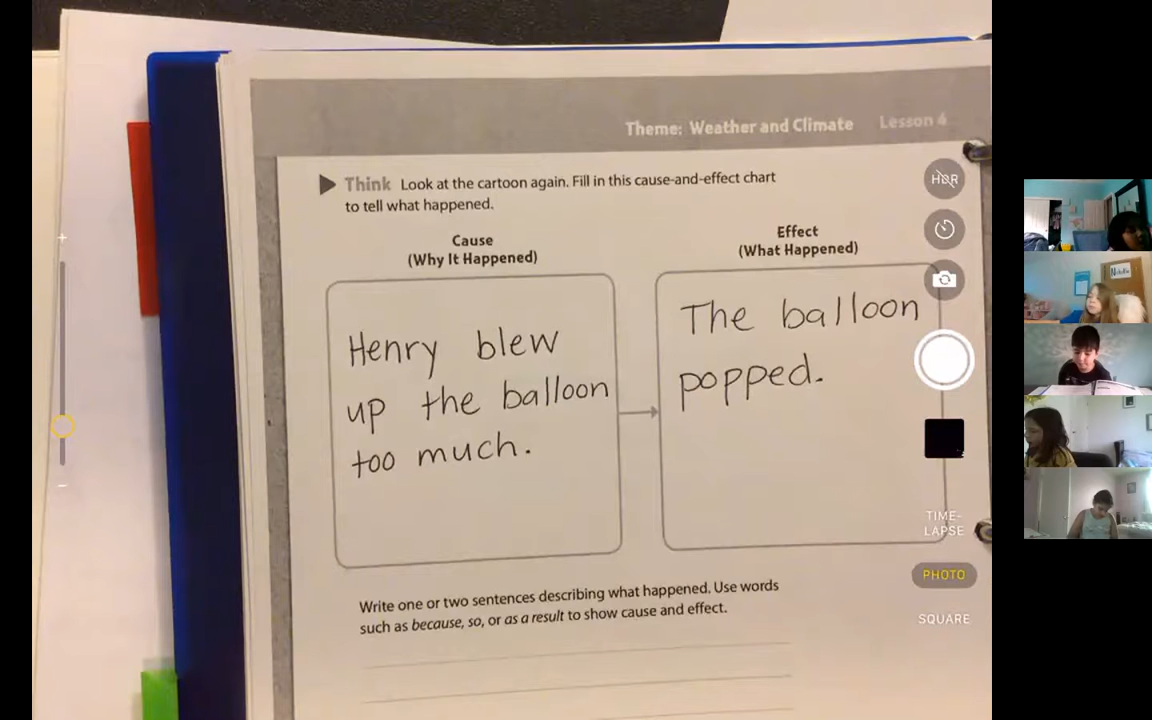 Theme: Weather and Climate Lesson 4
Think Look at the cartoon again. Fill in this cause-and-effect chart
to tell what happened.
Cause
(Why It Happened)
Effect
(What Happened)
Henry blew
up the balloon
too much.
The balloon
popped.
Write one or two sentences describing what happened. Use words
such as because, so, or as a result to show cause and effect.
HDR
TIME-
LAPSE
PHOTO
SQUARE